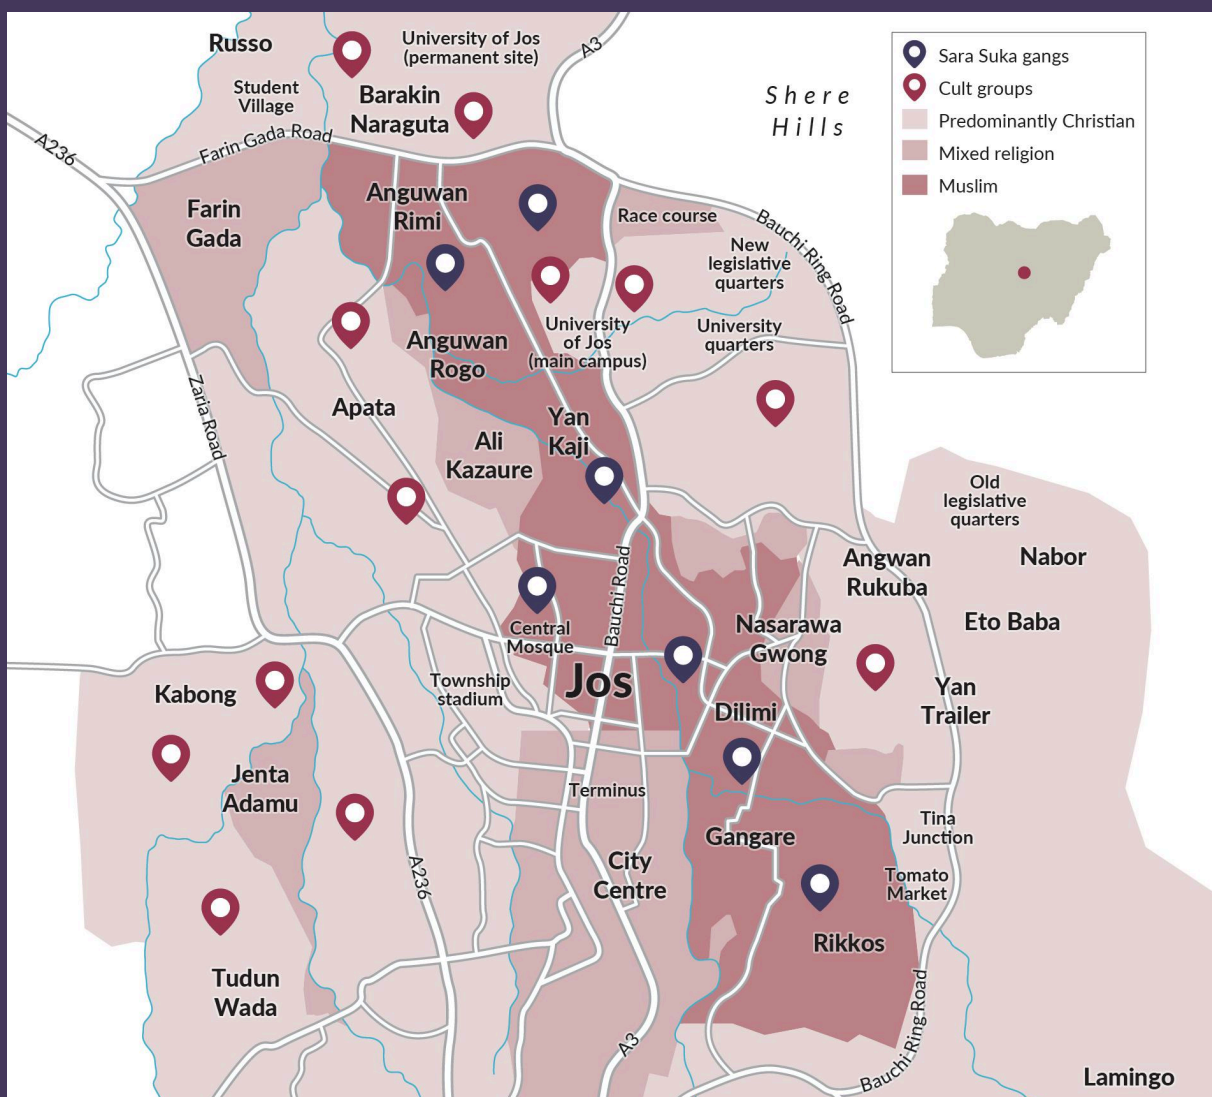 Russo
University of Jos
(permanent site)
A3
Student
Village
Barakin
Naraguta
Shere
Hills
Sara Suka gangs
Cult groups
Predominantly Christian
Mixed religion
Muslim
A236
Farin Gada Road
Farin
Gada
Anguwan
Rimi
Race course
Bauchi Ring Road
New
legislative
quarters
University
of Jos
(main campus)
University
quarters
Anguwan
Rogo
Zaria Road
Apata
Ali
Kazaure
Yan
Kaji
Old
legislative
quarters
Nabor
Angwan
Rukuba
Eto Baba
Bauchi Road
Central
Mosque
Nasarawa
Gwong
Jos
Township
stadium
Kabong
Yan
Trailer
Dilimi
Jenta
Adamu
Terminus
Gangare
Tina
Junction
A236
City
Centre
Tomato
Market
Rikkos
Tudun
Wada
A3
Bauchi Ring Road
Lamingo